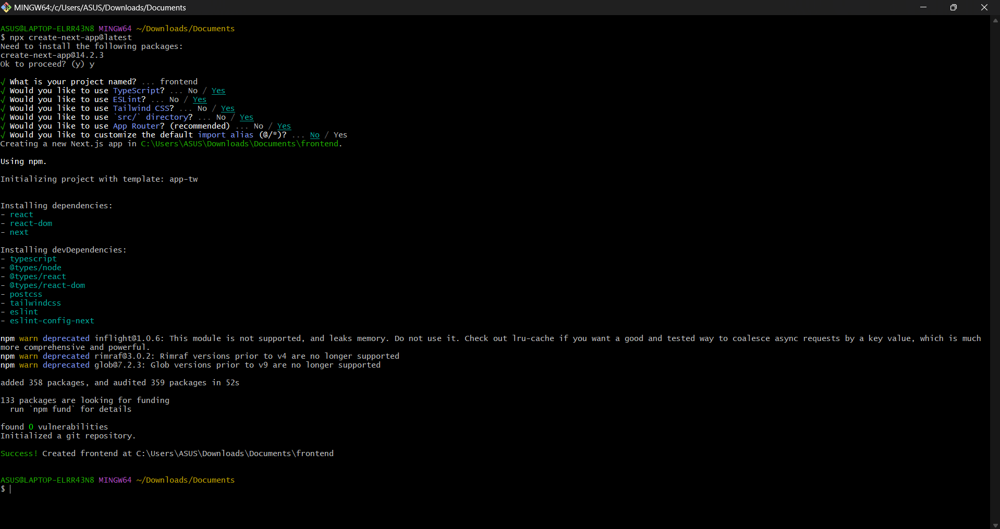 MINGW64:/c/Users/ASUS/Downloads/Documents
ASUS@LAPTOP-ELRR43N8 MINGW64 ~/Downloads/Documents
$ npx create-next-app@latest
Need to install the following packages:
create-next-app@14.2.3
Ok to proceed? (y) y
√ What is your project named? ... frontend
√ Would you like to use TypeScript? ... No / Yes
√ Would you like to use ESLint? ... No / Yes
√ Would you like to use Tailwind CSS? ... No / Yes
√ Would you like to use `src/` directory? ... No / Yes
√ Would you like to use App Router? (recommended) ... No / Yes
√ Would you like to customize the default import alias (@/*)? ... No / Yes
Creating a new Next.js app in C:\Users\ASUS\Downloads\Documents\frontend.
Using npm.
Initializing project with template: app-tw
Installing dependencies:
- react
- react-dom
- next
Installing devDependencies:
- typescript
- @types/node
- @types/react
- @types/react-dom
- postcss
- tailwindcss
- eslint
- eslint-config-next
npm warn deprecated inflight@1.0.6: This module is not supported, and leaks memory. Do not use it. Check out lru-cache if you want a good and tested way to coalesce async requests by a key value, which is much
more comprehensive and powerful.
npm warn deprecated rimraf@3.0.2: Rimraf versions prior to v4 are no longer supported
npm warn deprecated glob@7.2.3: Glob versions prior to v9 are no longer supported
added 358 packages, and audited 359 packages in 52s
133 packages are looking for funding
run `npm fund` for details
found 0 vulnerabilities
Initialized a git repository.
Success! Created frontend at C:\Users\ASUS\Downloads\Documents\frontend
ASUS@LAPTOP-ELRR43N8 MINGW64 ~/Downloads/Documents
$